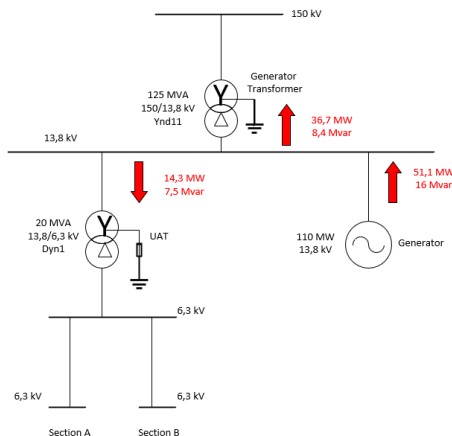 150 kV
125 MVA
150/13,8 kV
Ynd11
Generator
Transformer
36,7 MW
8,4 Mvar
13,8 kV
14,3 MW
7,5 Mvar
51,1 MW
16 Mvar
20 MVA
13,8/6,3 kV
Dyn1
UAT
110 MW
13,8 kV
Generator
6,3 kV
6,3 kV
6,3 kV
Section A
Section B